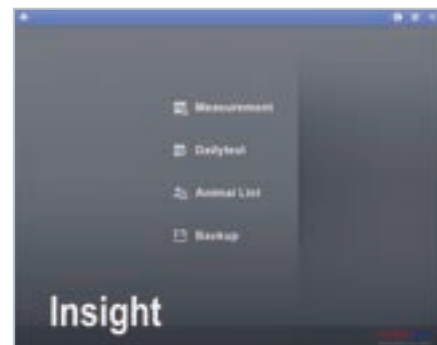 Measurement
Dailytest
Animal List
Backup
Insight